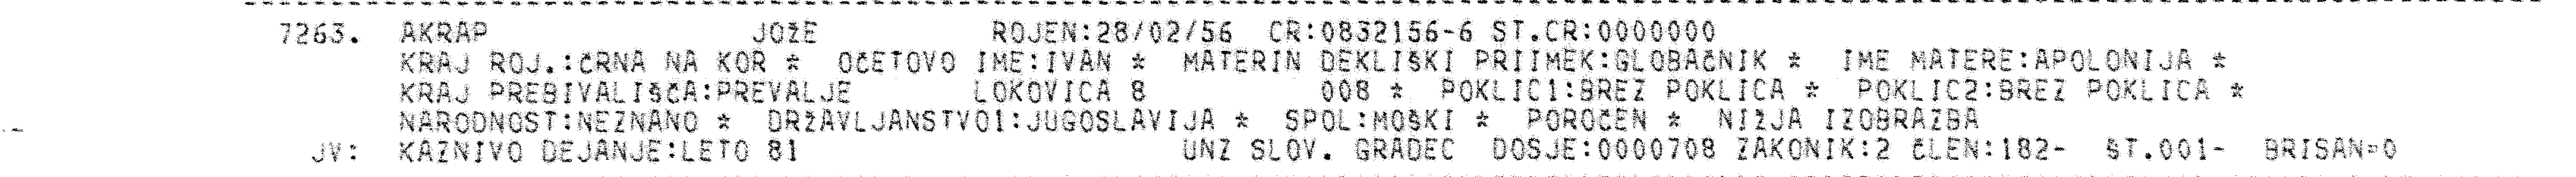 7263. AKRAP JOŽE ROJEN:28/02/56 CR:0832156-6 ST.CR:0000000
KRAJ ROJ.:ČRNA NA KOR * OČETOVO IME:IVAN * MATERIN DEKLIŠKI PRIIMEK:GLOBAČNIK * IME MATERE:APOLONIJA *
KRAJ PREBIVALIŠČA:PREVALJE LOKOVICA 8 008 * POKLIC1:BREZ POKLICA * POKLIC2:BREZ POKLICA *
NARODNOST:NEZNANO * DRŽAVLJANSTVO1:JUGOSLAVIJA * SPOL:MOŠKI * POROČEN * NIŽJA IZOBRAZBA
JV: KAZNIVO DEJANJE:LETO 81 UNZ SLOV. GRADEC DOSJE:0000708 ZAKONIK:2 ČLEN:182- ŠT.001- BRISAN=0